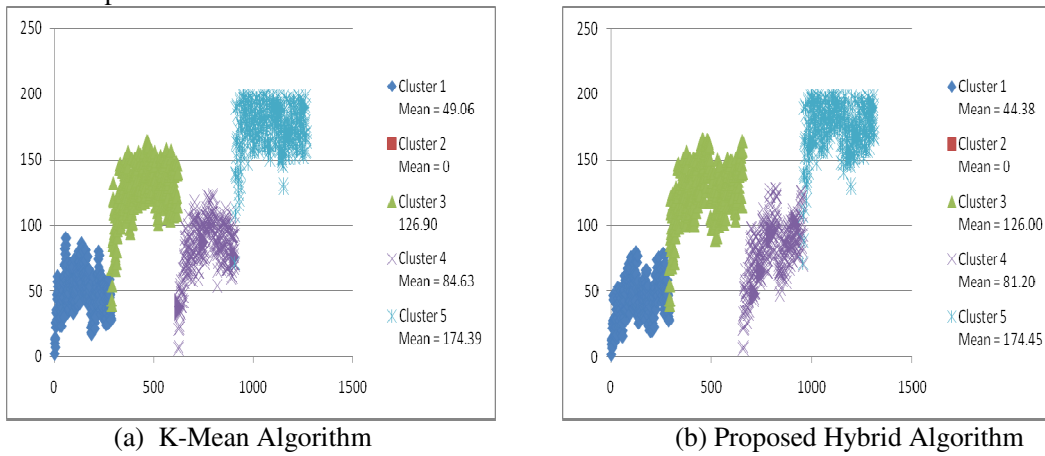 250
200
150
100
50
0
0
500
1000
1500
Cluster 1
Mean = 49.06
Cluster 2
Mean = 0
Cluster 3
126.90
Cluster 4
Mean = 84.63
Cluster 5
Mean = 174.39
(a) K-Mean Algorithm
250
200
150
100
50
0
0
500
1000
1500
Cluster 1
Mean = 44.38
Cluster 2
Mean = 0
Cluster 3
Mean = 126.00
Cluster 4
Mean = 81.20
Cluster 5
Mean = 174.45
(b) Proposed Hybrid Algorithm